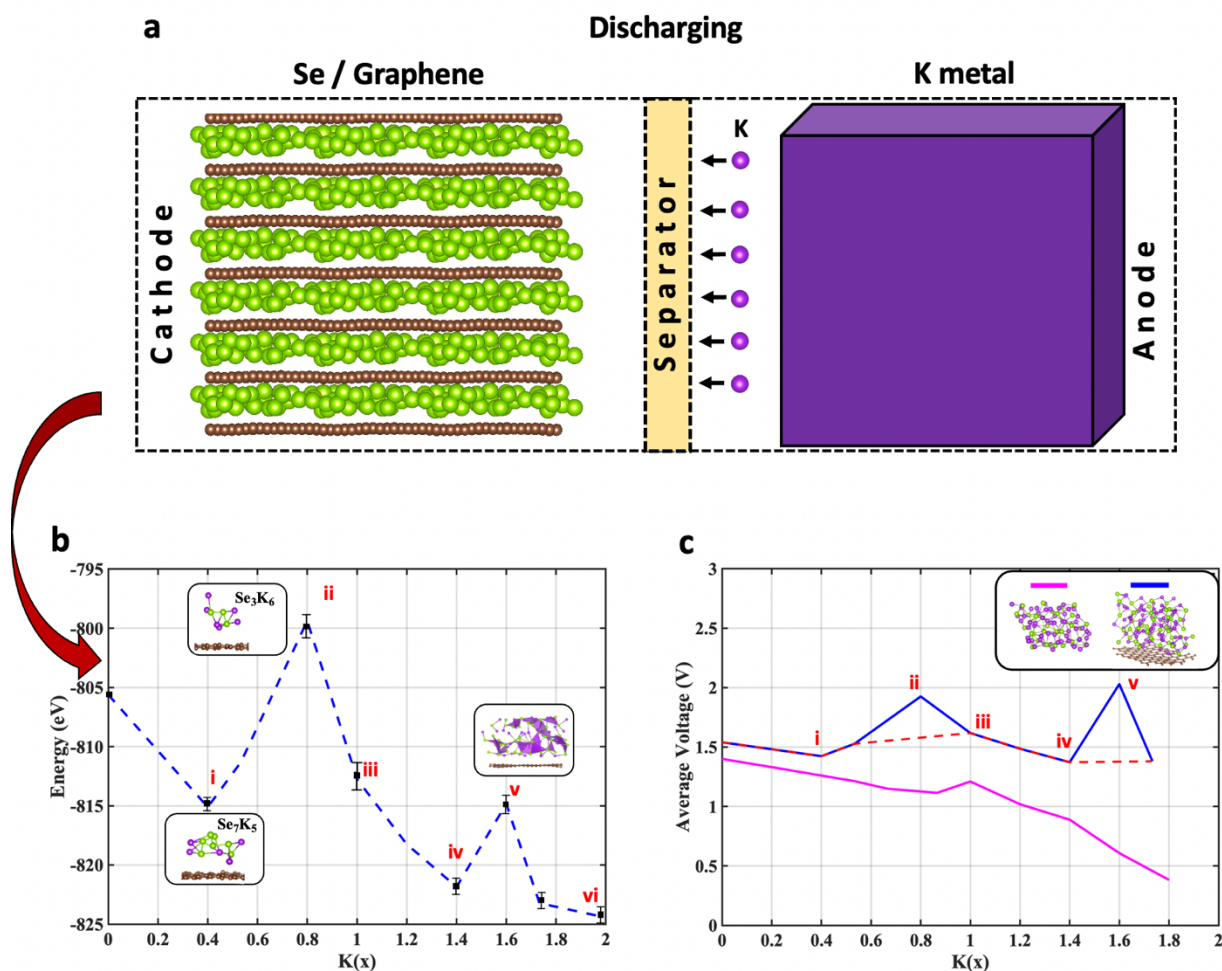 a
Discharging
Se / Graphene
K metal
Cathode
Separator
K
Anode
b
-795
-800
-805
-810
-815
-820
-825
Energy (eV)
Se3K6
Se7K5
i
ii
iii
iv
v
vi
0 0.4 0.6 0.8 1 1.2 1.4 1.6 1.8 2
K(x)
c
3
2.5
2
1.5
1
0.5
0
Average Voltage (V)
i
ii
iii
iv
v
0 0.2 0.4 0.6 0.8 1 1.2 1.4 1.6 1.8 2
K(x)